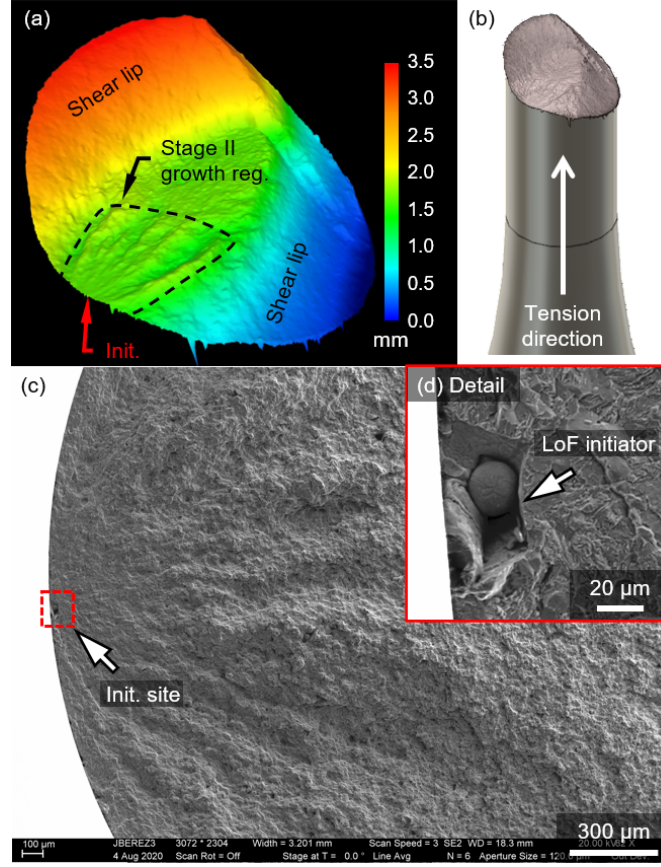 (a)
Shear lip
Stage II
growth reg.
Shear lip
Init.
3.5
3.0
2.5
2.0
1.5
1.0
0.5
0.0
mm
(b)
Tension
direction
(c)
Init. site
(d) Detail
LoF initiator
20 µm
300 µm
100 µm
JBEREZ3 3072 * 2304 Width = 3.201 mm Scan Speed = 3 SE2 WD = 18.3 mm
4 Aug 2020 Scan Rot = Off Stage at T = 0.0 ° Line Avg N = 6 Aperture Size =